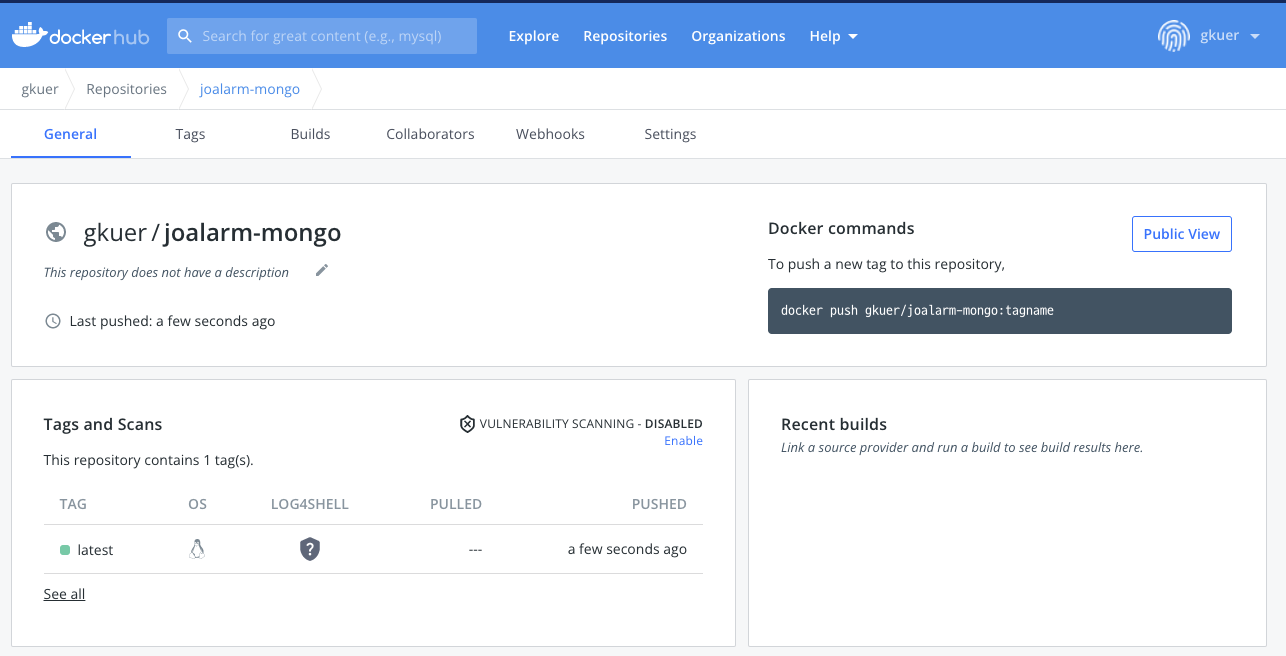 dockerhub Search for great content (e.g., mysql) Explore Repositories Organizations Help gkuer
gkuer Repositories joalarm-mongo
General Tags Builds Collaborators Webhooks Settings
gkuer / joalarm-mongo
This repository does not have a description
Last pushed: a few seconds ago
Docker commands
Public View
To push a new tag to this repository,
docker push gkuer/joalarm-mongo:tagname
Tags and Scans
VULNERABILITY SCANNING - DISABLED
Enable
This repository contains 1 tag(s).
TAG OS LOG4SHELL PULLED PUSHED
latest ? --- a few seconds ago
See all
Recent builds
Link a source provider and run a build to see build results here.